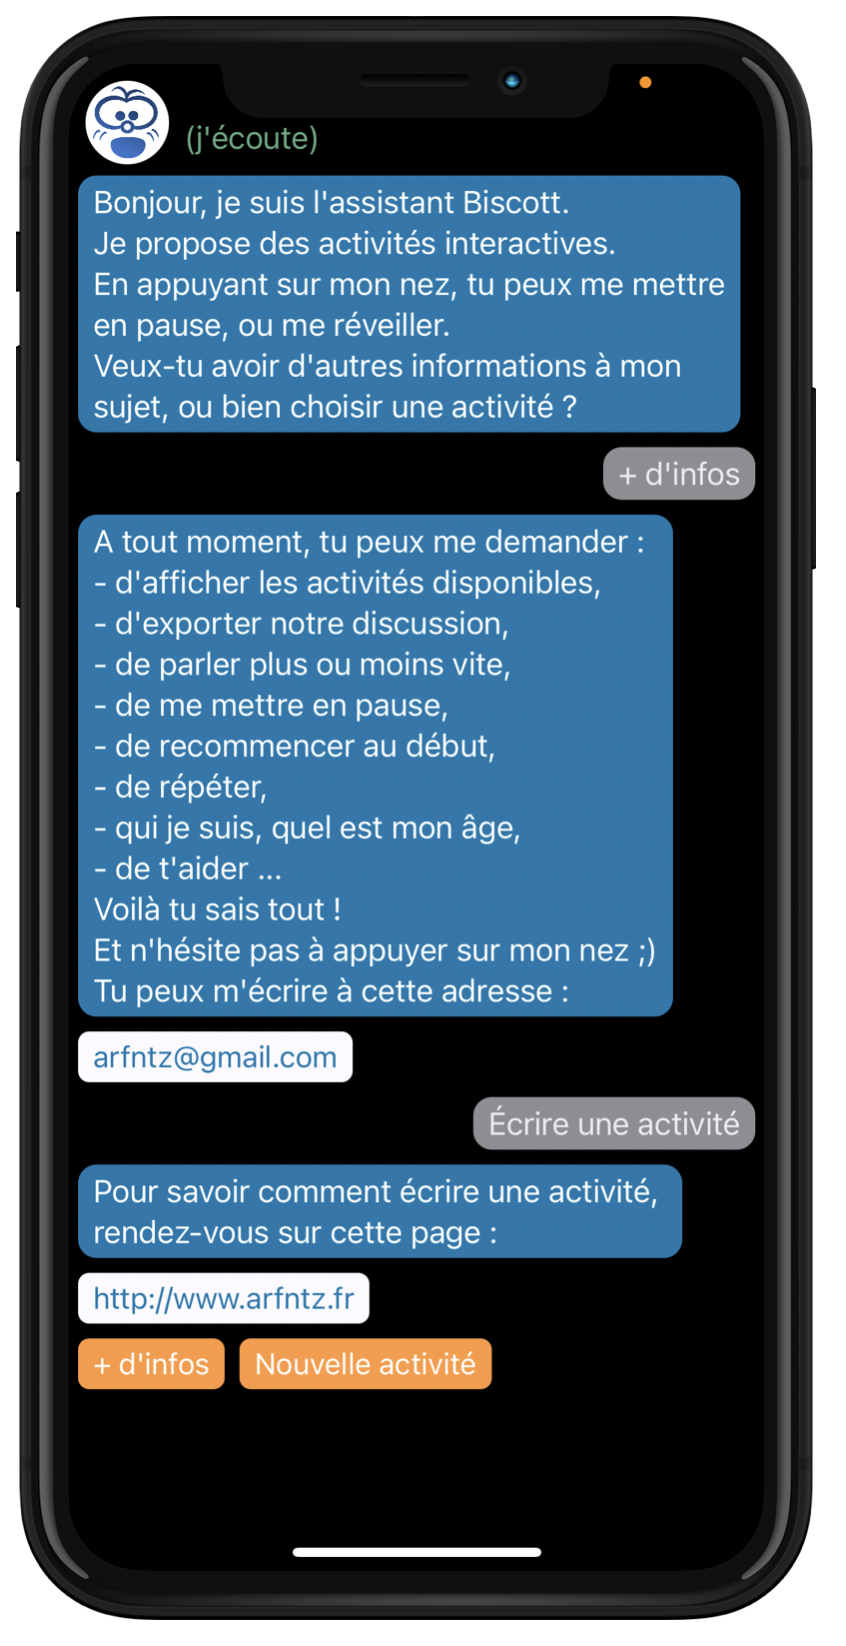 (j'écoute)
Bonjour, je suis l'assistant Biscott.
Je propose des activités interactives.
En appuyant sur mon nez, tu peux me mettre
en pause, ou me réveiller.
Veux-tu avoir d'autres informations à mon
sujet, ou bien choisir une activité ?
+ d'infos
A tout moment, tu peux me demander :
- d'afficher les activités disponibles,
- d'exporter notre discussion,
- de parler plus ou moins vite,
- de me mettre en pause,
- de recommencer au début,
- de répéter,
- qui je suis, quel est mon âge,
- de t'aider ...
Voilà tu sais tout !
Et n'hésite pas à appuyer sur mon nez ;)
Tu peux m'écrire à cette adresse :
arfntz@gmail.com
Écrire une activité
Pour savoir comment écrire une activité,
rendez-vous sur cette page :
http://www.arfntz.fr
+ d'infos
Nouvelle activité